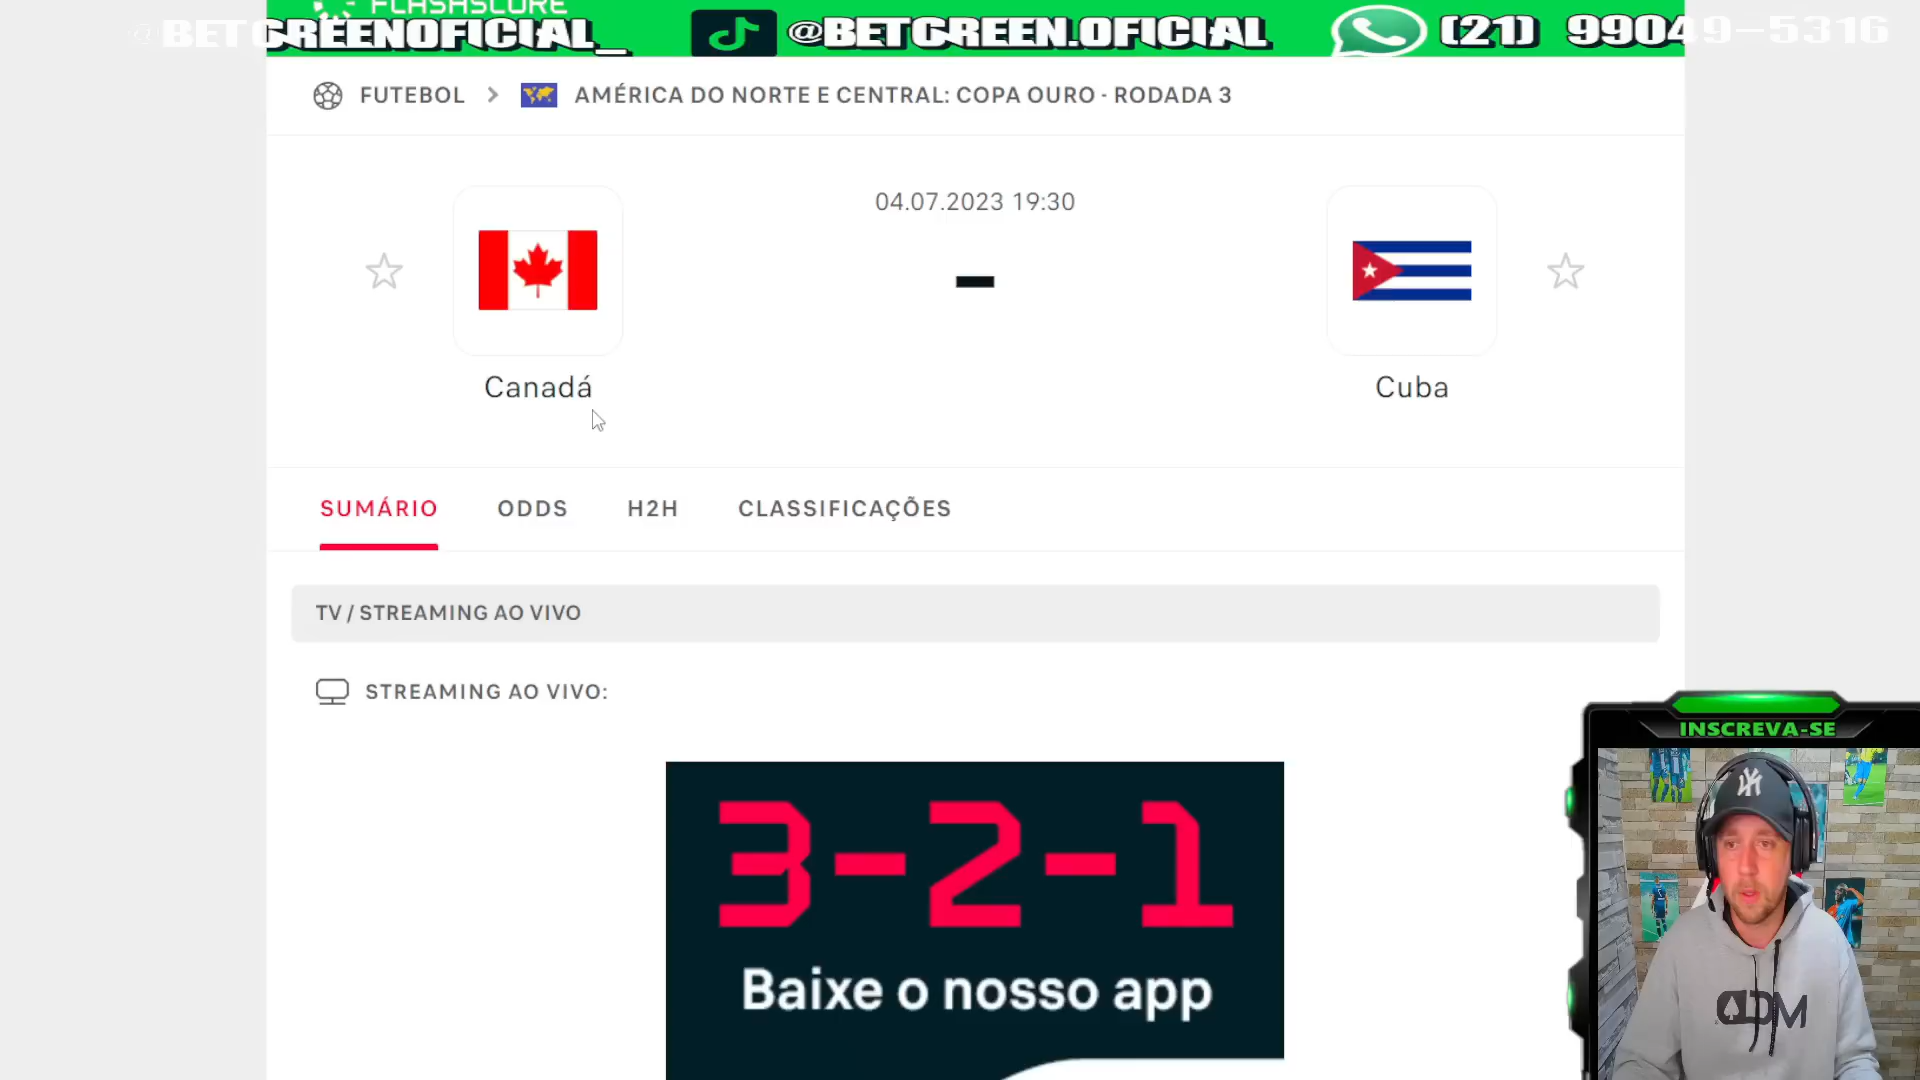 FLASHSCORE
@BETGREENOFICIAL_
@BETGREEN.OFICIAL
(21) 99049-5316
FUTEBOL > AMÉRICA DO NORTE E CENTRAL: COPA OURO - RODADA 3
04.07.2023 19:30
-
Canadá
Cuba
SUMÁRIO
ODDS
H2H
CLASSIFICAÇÕES
TV / STREAMING AO VIVO
STREAMING AO VIVO:
3-2-1
Baixe o nosso app
INSCREVA-SE
NY